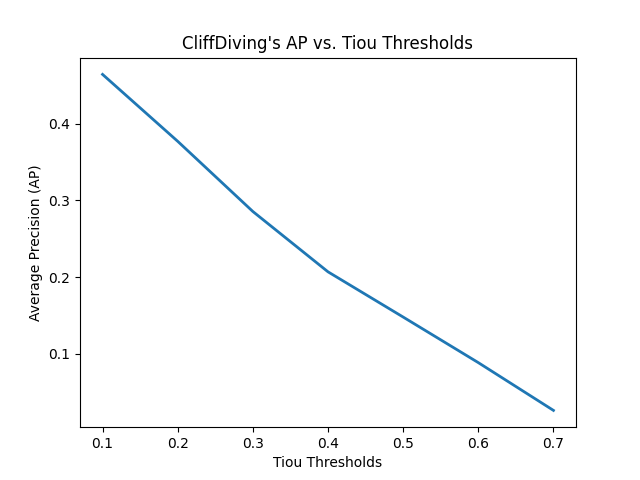 CliffDiving's AP vs. Tiou Thresholds
Average Precision (AP)
0.4
0.3
0.2
0.1
0.1 0.2 0.3 0.4 0.5 0.6 0.7
Tiou Thresholds